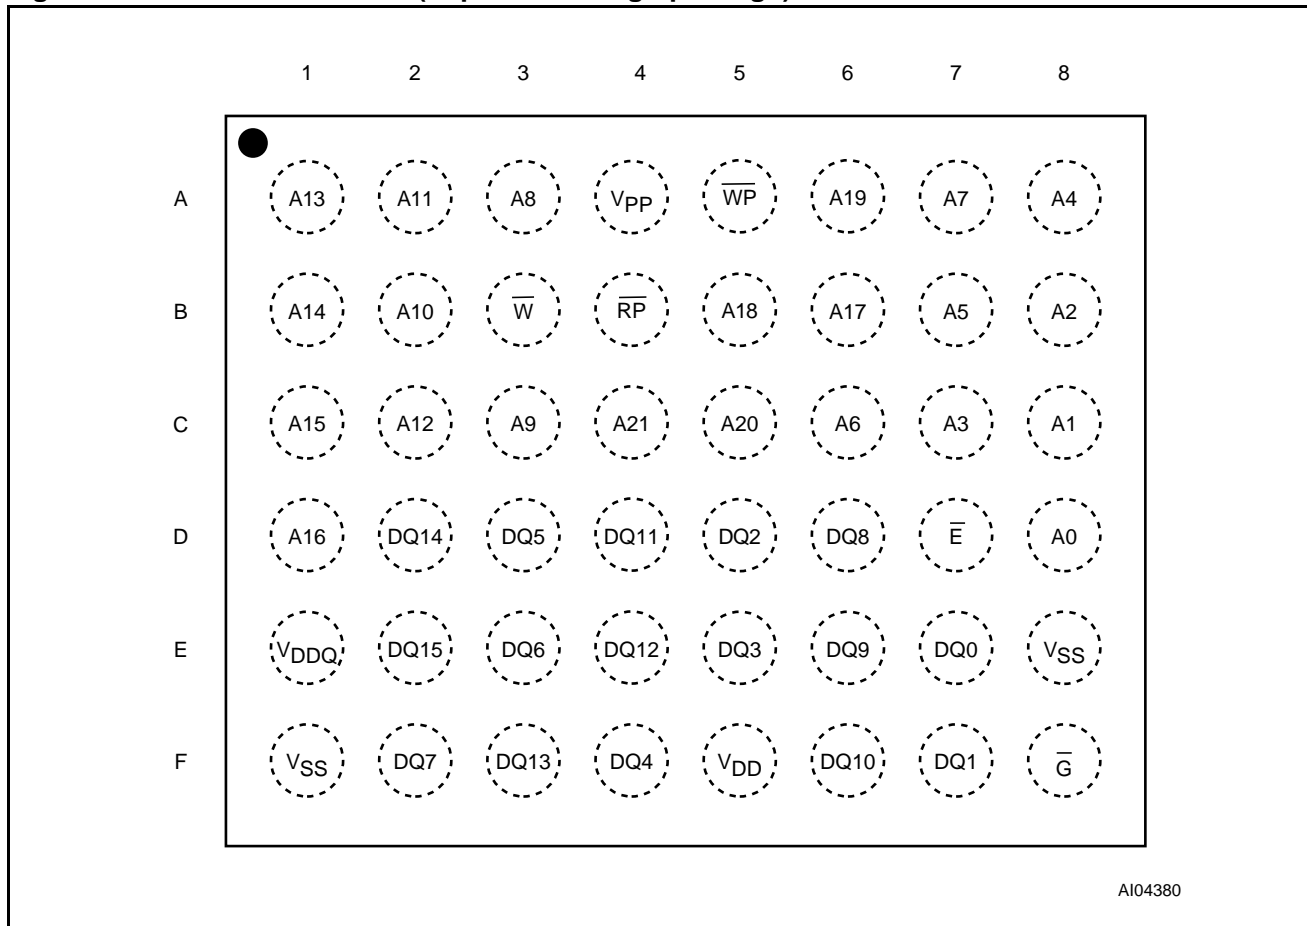 1 2 3 4 5 6 7 8
A A13 A11 A8 VPP W̅P̅ A19 A7 A4
B A14 A10 W̅ R̅P̅ A18 A17 A5 A2
C A15 A12 A9 A21 A20 A6 A3 A1
D A16 DQ14 DQ5 DQ11 DQ2 DQ8 E̅ A0
E VDDQ DQ15 DQ6 DQ12 DQ3 DQ9 DQ0 VSS
F VSS DQ7 DQ13 DQ4 VDD DQ10 DQ1 G̅
AI04380